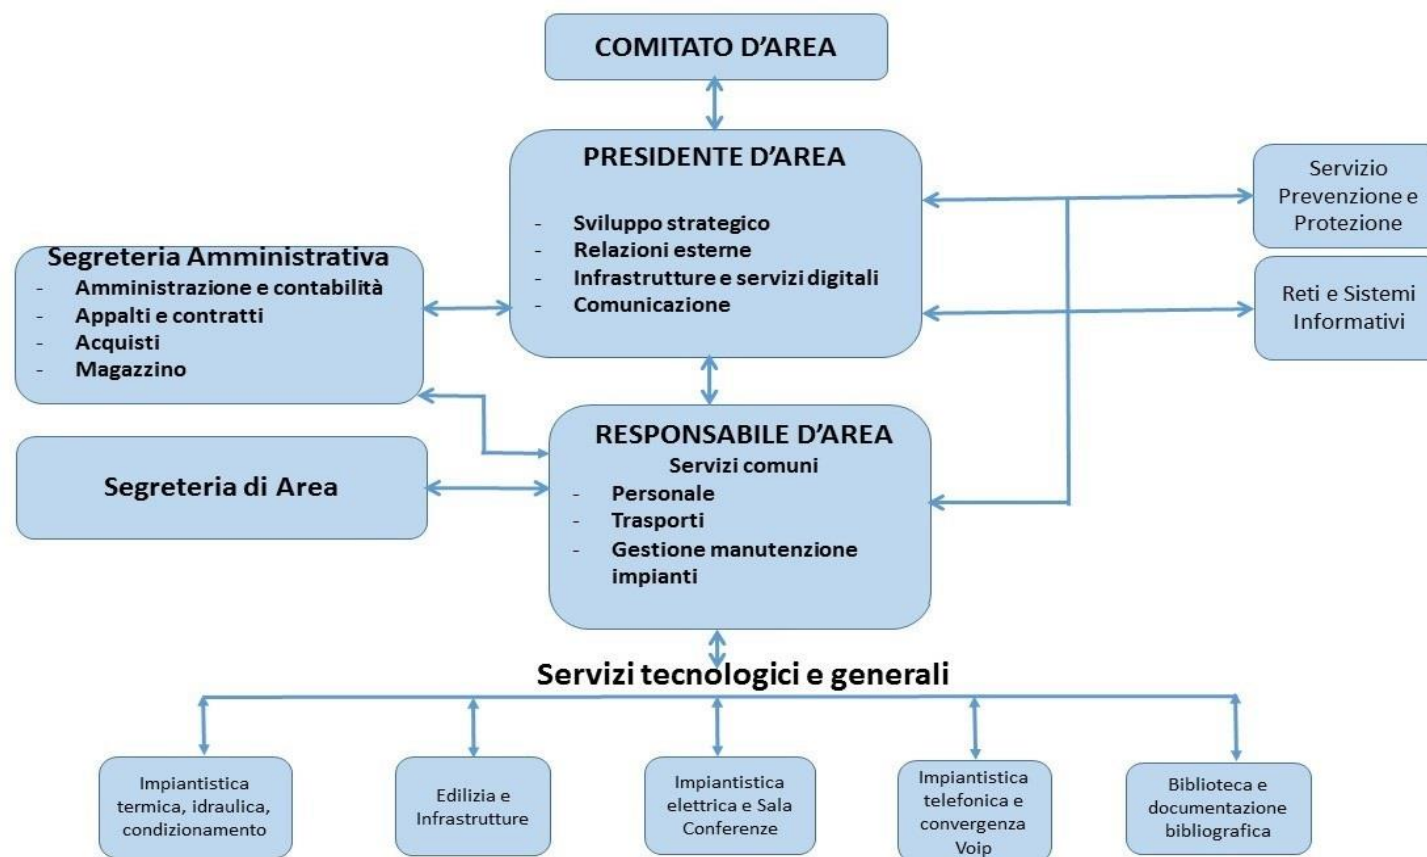 COMITATO D'AREA
PRESIDENTE D'AREA
- Sviluppo strategico
- Relazioni esterne
- Infrastrutture e servizi digitali
- Comunicazione
Servizio
Prevenzione e
Protezione
Reti e Sistemi
Informativi
Segreteria Amministrativa
- Amministrazione e contabilità
- Appalti e contratti
- Acquisti
- Magazzino
Segreteria di Area
RESPONSABILE D'AREA
Servizi comuni
- Personale
- Trasporti
- Gestione manutenzione
impianti
Servizi tecnologici e generali
Impiantistica
termica, idraulica,
condizionamento
Edilizia e
Infrastrutture
Impiantistica
elettrica e Sala
Conferenze
Impiantistica
telefonica e
convergenza
Voip
Biblioteca e
documentazione
bibliografica